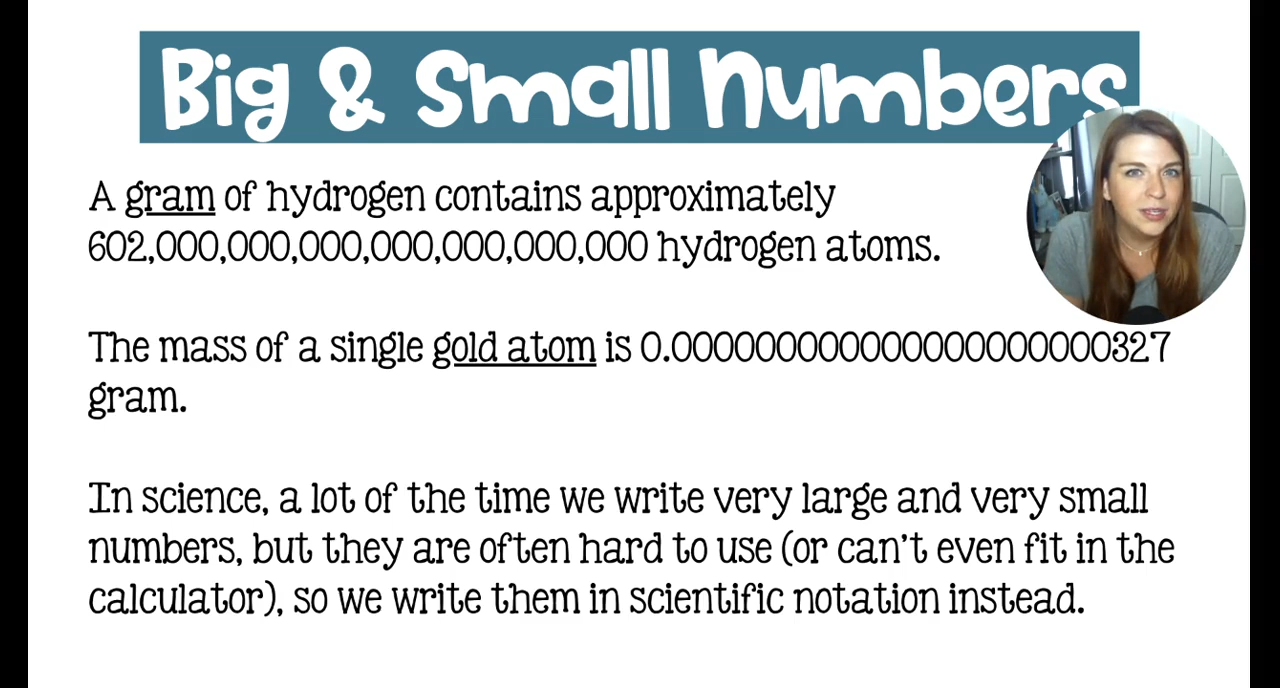 Big & Small Numbers
A gram of hydrogen contains approximately
602,000,000,000,000,000,000,000 hydrogen atoms.
The mass of a single gold atom is 0.000000000000000000000327
gram.
In science, a lot of the time we write very large and very small
numbers, but they are often hard to use (or can't even fit in the
calculator), so we write them in scientific notation instead.